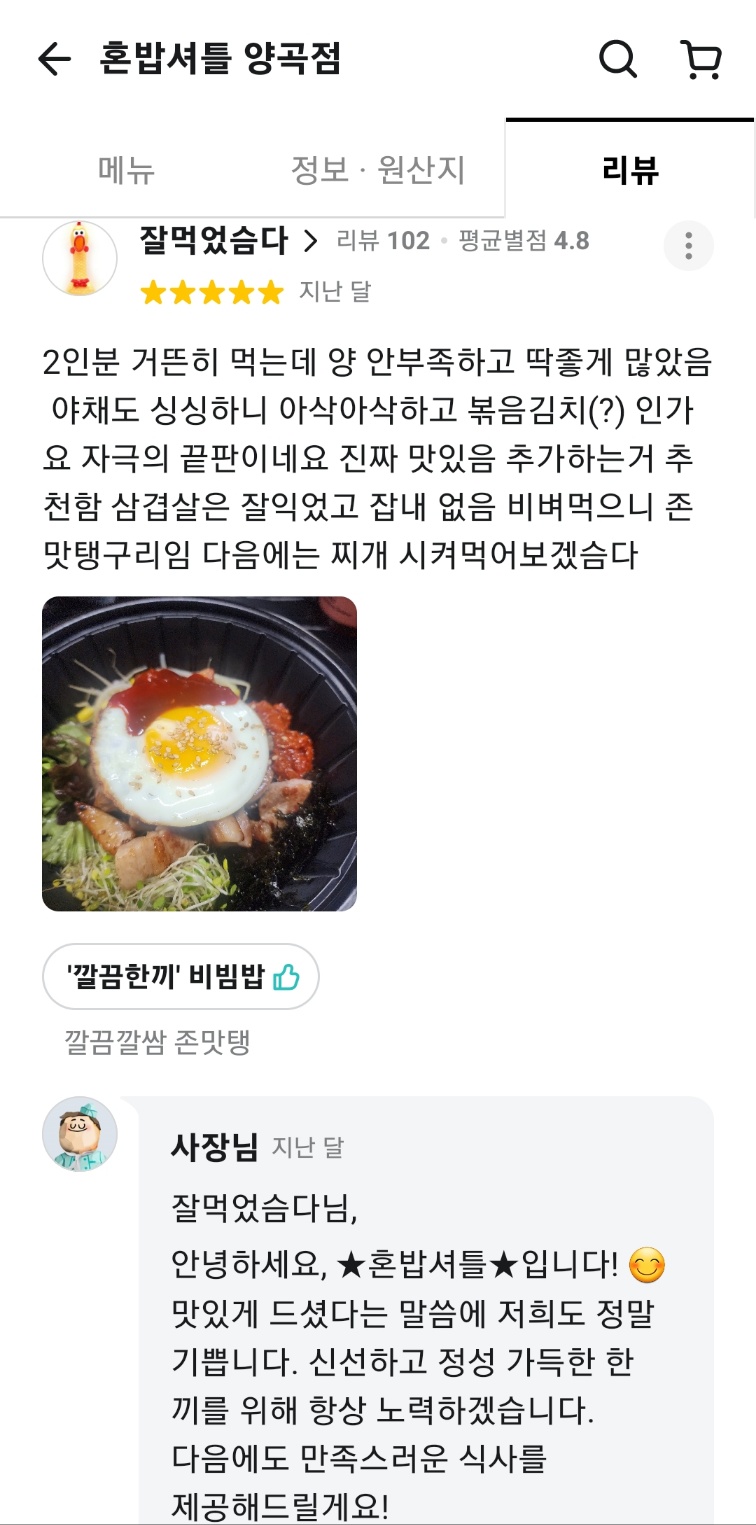 혼밥셔틀 양곡점
메뉴
정보 · 원산지
리뷰
잘먹었슴다 > 리뷰 102 • 평균별점 4.8
★★★★★ 지난 달
2인분 거뜬히 먹는데 양 안부족하고 딱좋게 많았음
야채도 싱싱하니 아삭아삭하고 볶음김치(?) 인가
요 자극의 끝판이네요 진짜 맛있음 추가하는거 추
천함 삼겹살은 잘익었고 잡내 없음 비벼먹으니 존
맛탱구리임 다음에는 찌개 시켜먹어보겠슴다
'깔끔한끼' 비빔밥
깔끔깔쌈 존맛탱
사장님 지난 달
잘먹었슴다님,
안녕하세요, ★혼밥셔틀★입니다! 😊
맛있게 드셨다는 말씀에 저희도 정말
기쁩니다. 신선하고 정성 가득한 한
끼를 위해 항상 노력하겠습니다.
다음에도 만족스러운 식사를
제공해드릴게요!